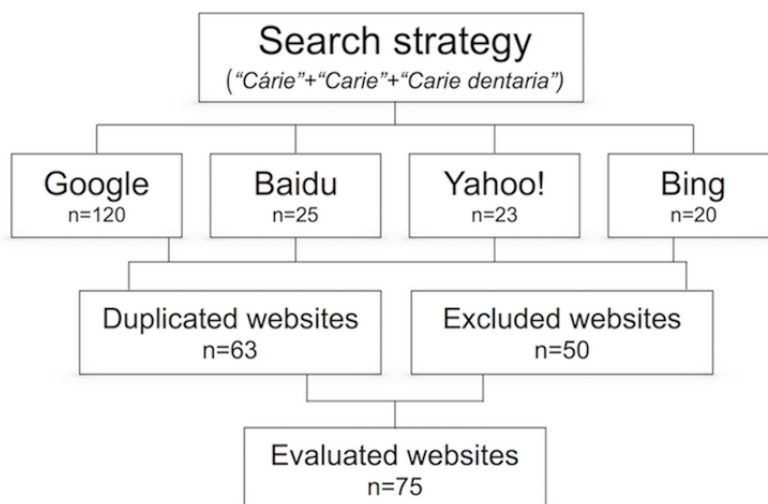 Search strategy
(“Cárie”+“Carie”+“Carie dentaria”)
Google
n=120
Baidu
n=25
Yahoo!
n=23
Bing
n=20
Duplicated websites
n=63
Excluded websites
n=50
Evaluated websites
n=75